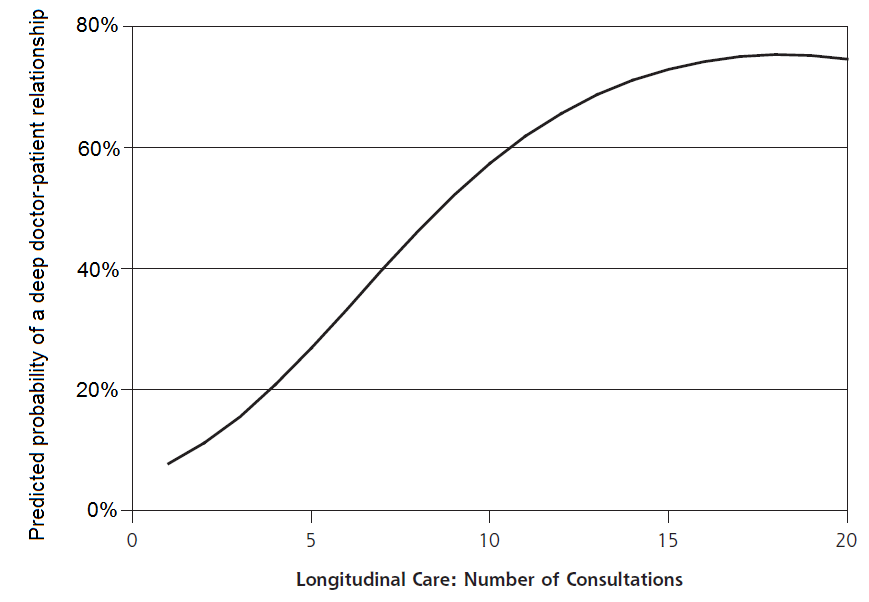 Predicted probability of a deep doctor-patient relationship
80%
60%
40%
20%
0%
0 5 10 15 20
Longitudinal Care: Number of Consultations